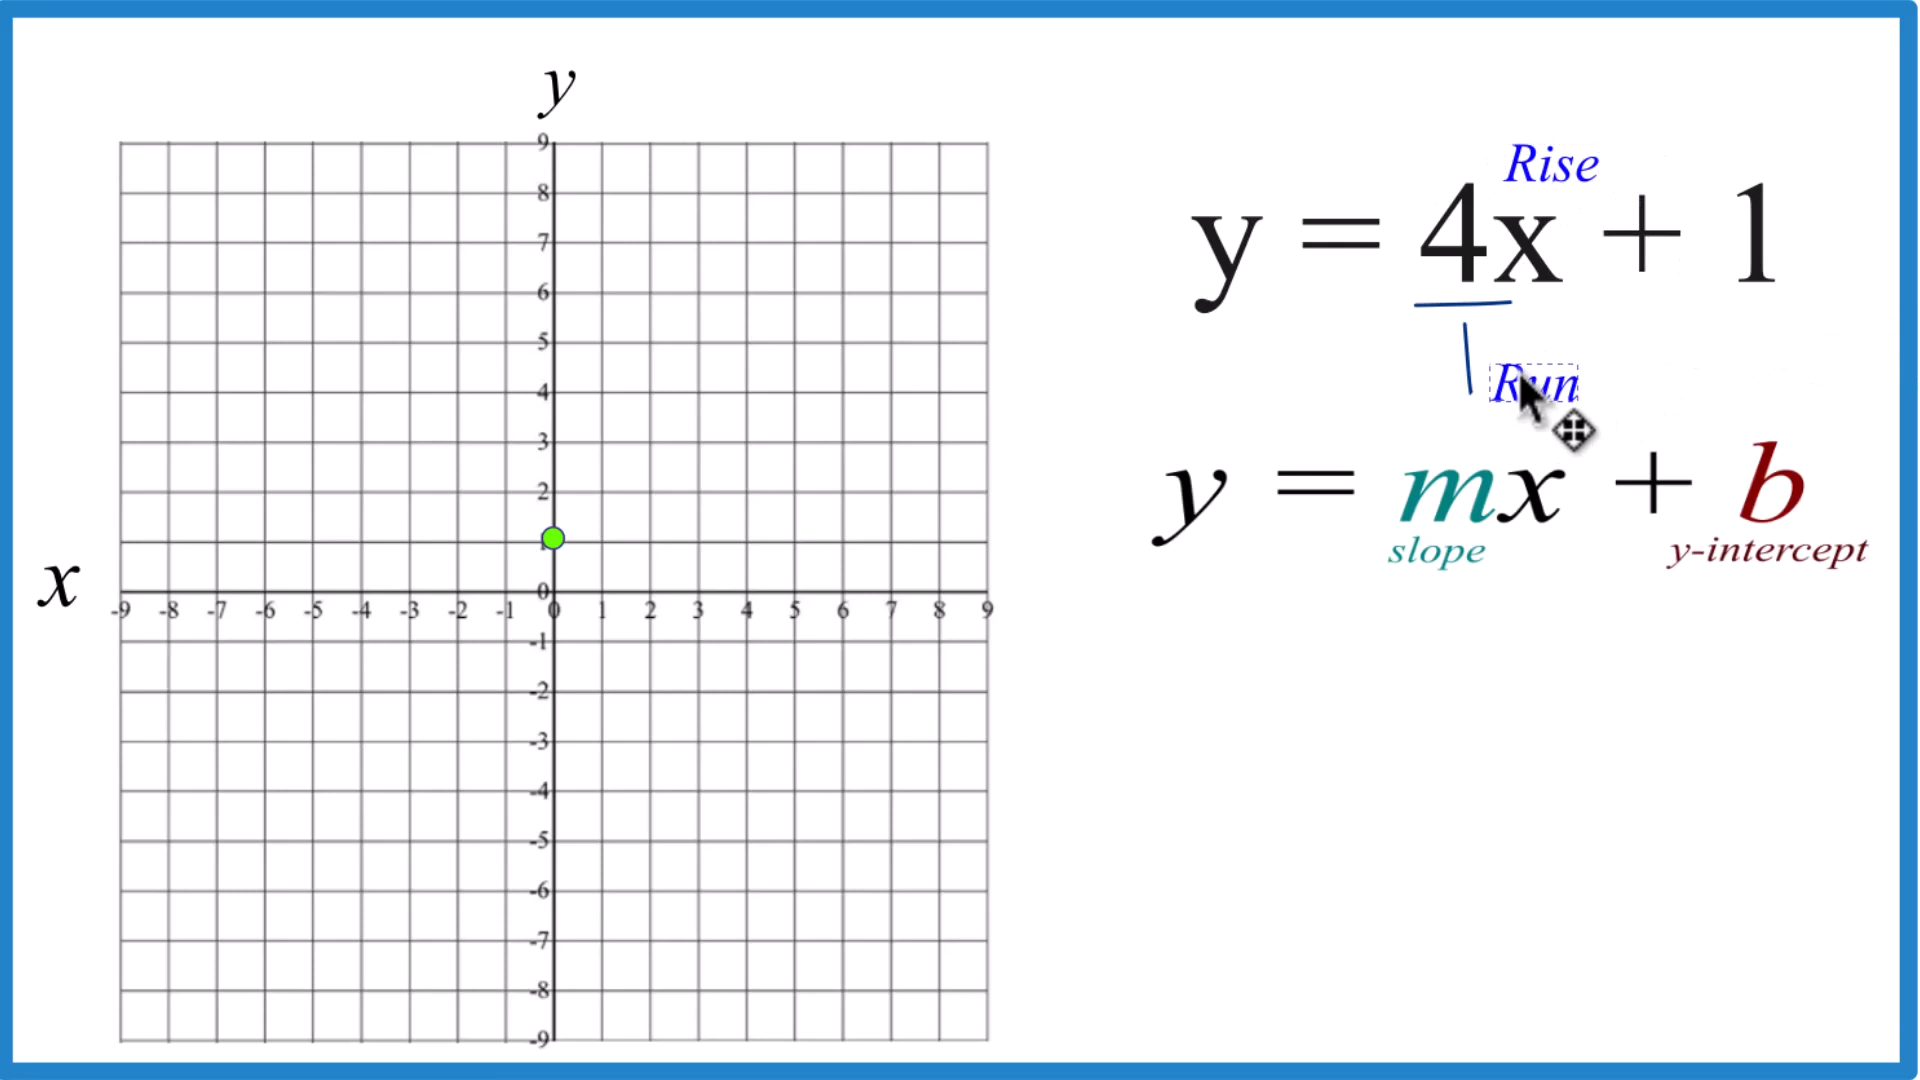 y
9
8
7
6
5
4
3
2
1
x
0
-9 -8 -7 -6 -5 -4 -3 -2 -1 0 1 2 3 4 5 6 7 8 9
-1
-2
-3
-4
-5
-6
-7
-8
-9
Rise
y = 4x + 1
1
Run
y = mx + b
slope y-intercept